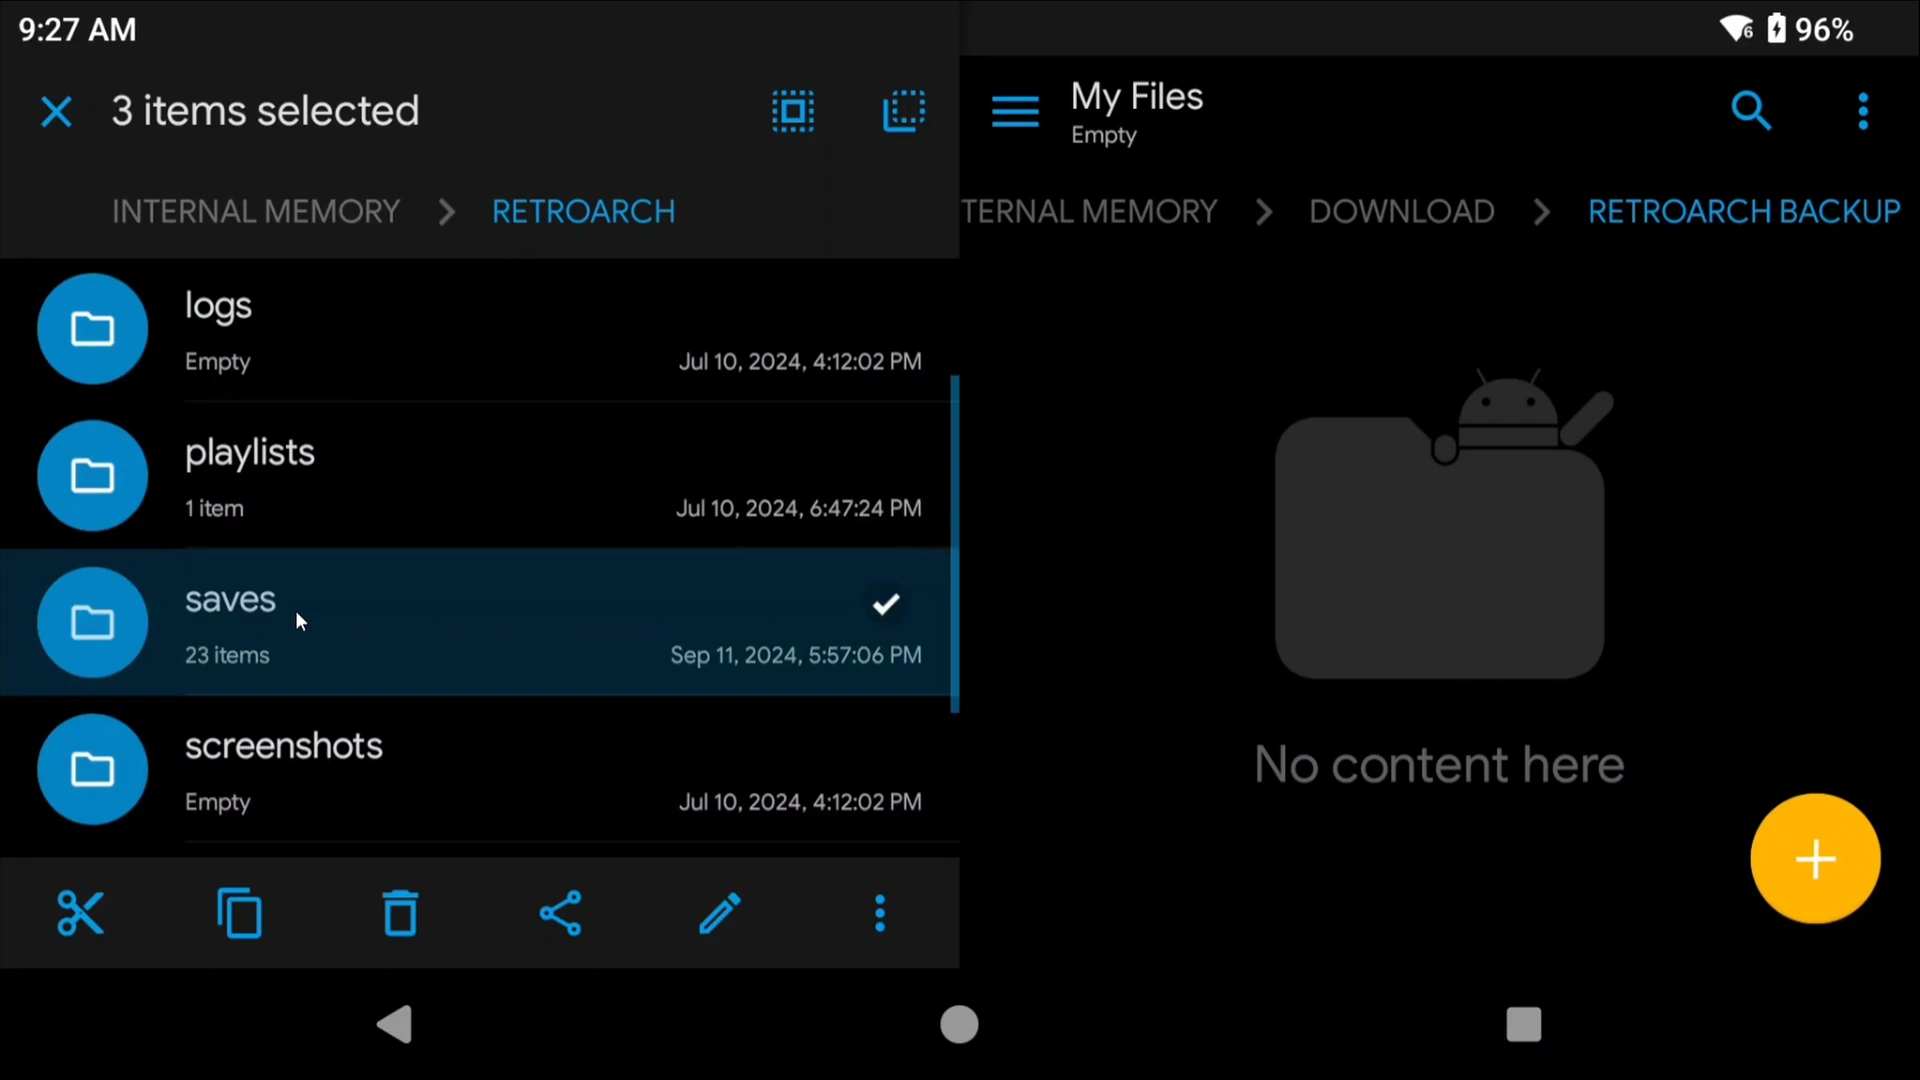 9:27 AM
96%
3 items selected
INTERNAL MEMORY > RETROARCH
logs
Empty
Jul 10, 2024, 4:12:02 PM
playlists
1 item
Jul 10, 2024, 6:47:24 PM
saves
23 items
Sep 11, 2024, 5:57:06 PM
screenshots
Empty
Jul 10, 2024, 4:12:02 PM
My Files
Empty
TERNAL MEMORY > DOWNLOAD > RETROARCH BACKUP
No content here